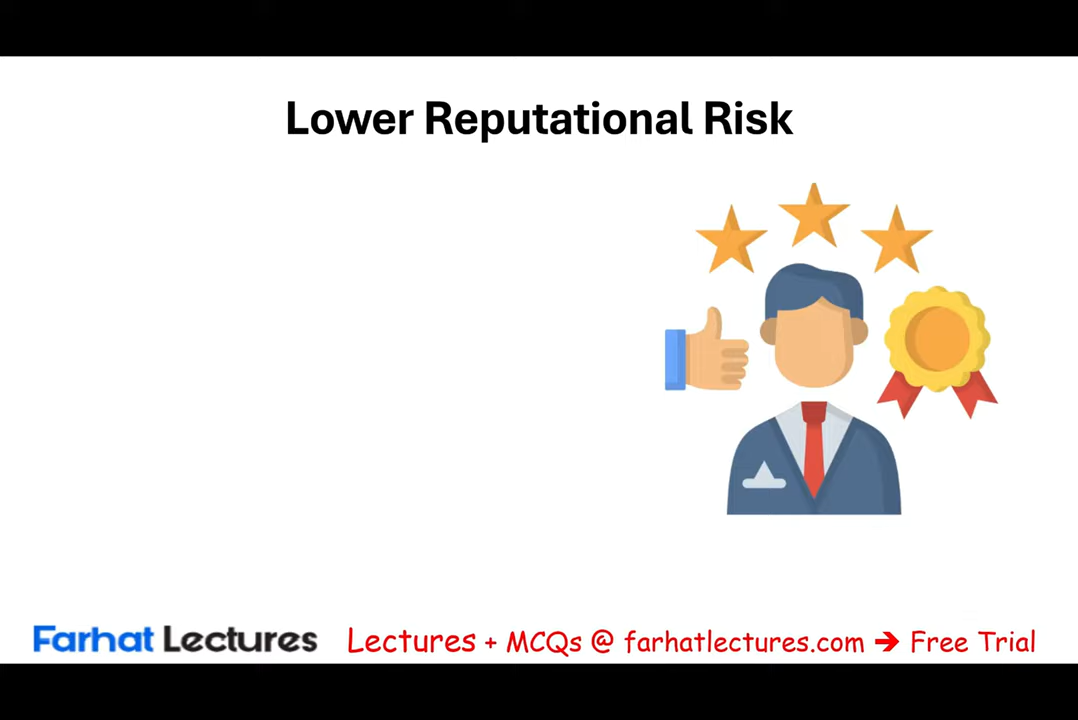 Lower Reputational Risk
Farhat Lectures Lectures + MCQs @ farhatlectures.com ➔ Free Trial